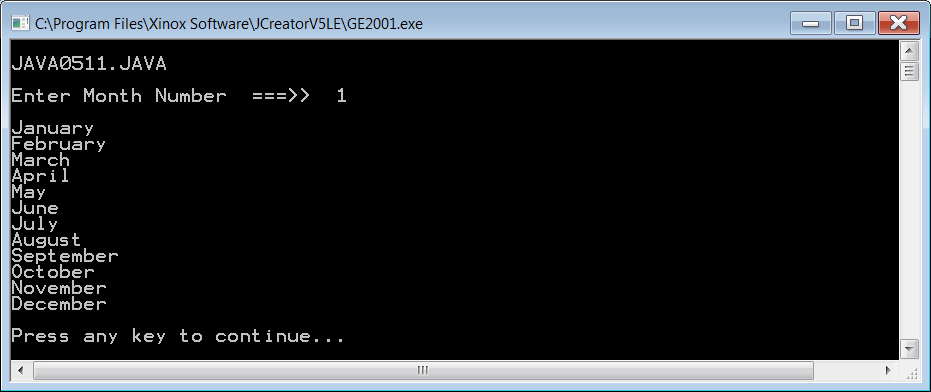 C:\Program Files\Xinox Software\JCreatorV5LE\GE2001.exe
JAVA0511.JAVA
Enter Month Number  ===>>  1
January
February
March
April
May
June
July
August
September
October
November
December
Press any key to continue...